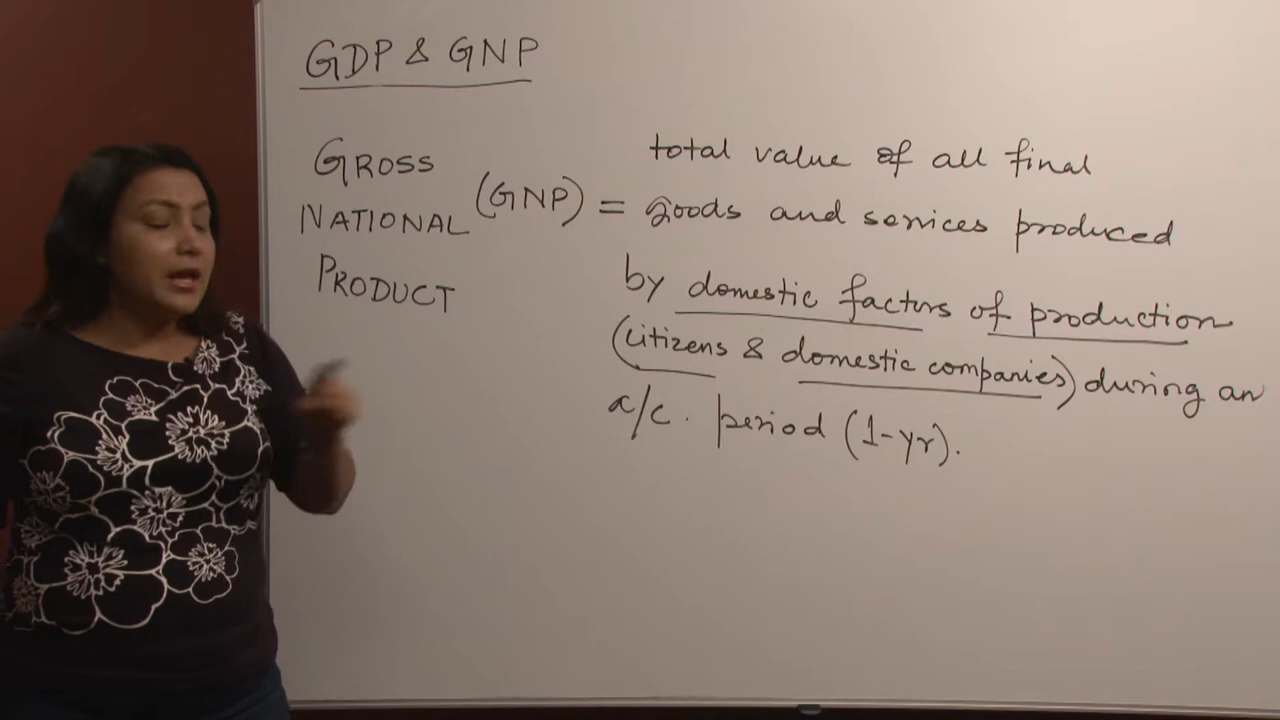 GDP & GNP
GROSS
NATIONAL (GNP) =
PRODUCT
total value of all final
goods and services produced
by domestic factors of production
(citizens & domestic companies) during an
a/c. period (1-yr).